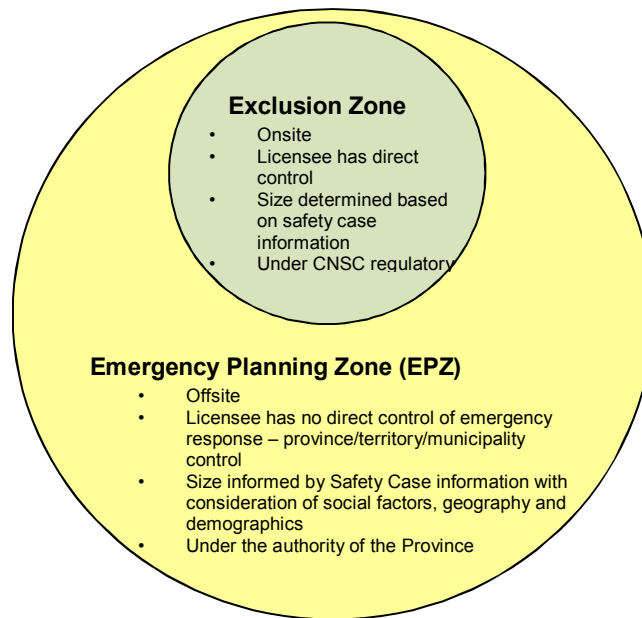 Exclusion Zone
• Onsite
• Licensee has direct
control
• Size determined based
on safety case
information
• Under CNSC regulatory
Emergency Planning Zone (EPZ)
• Offsite
• Licensee has no direct control of emergency
response – province/territory/municipality
control
• Size informed by Safety Case information with
consideration of social factors, geography and
demographics
• Under the authority of the Province